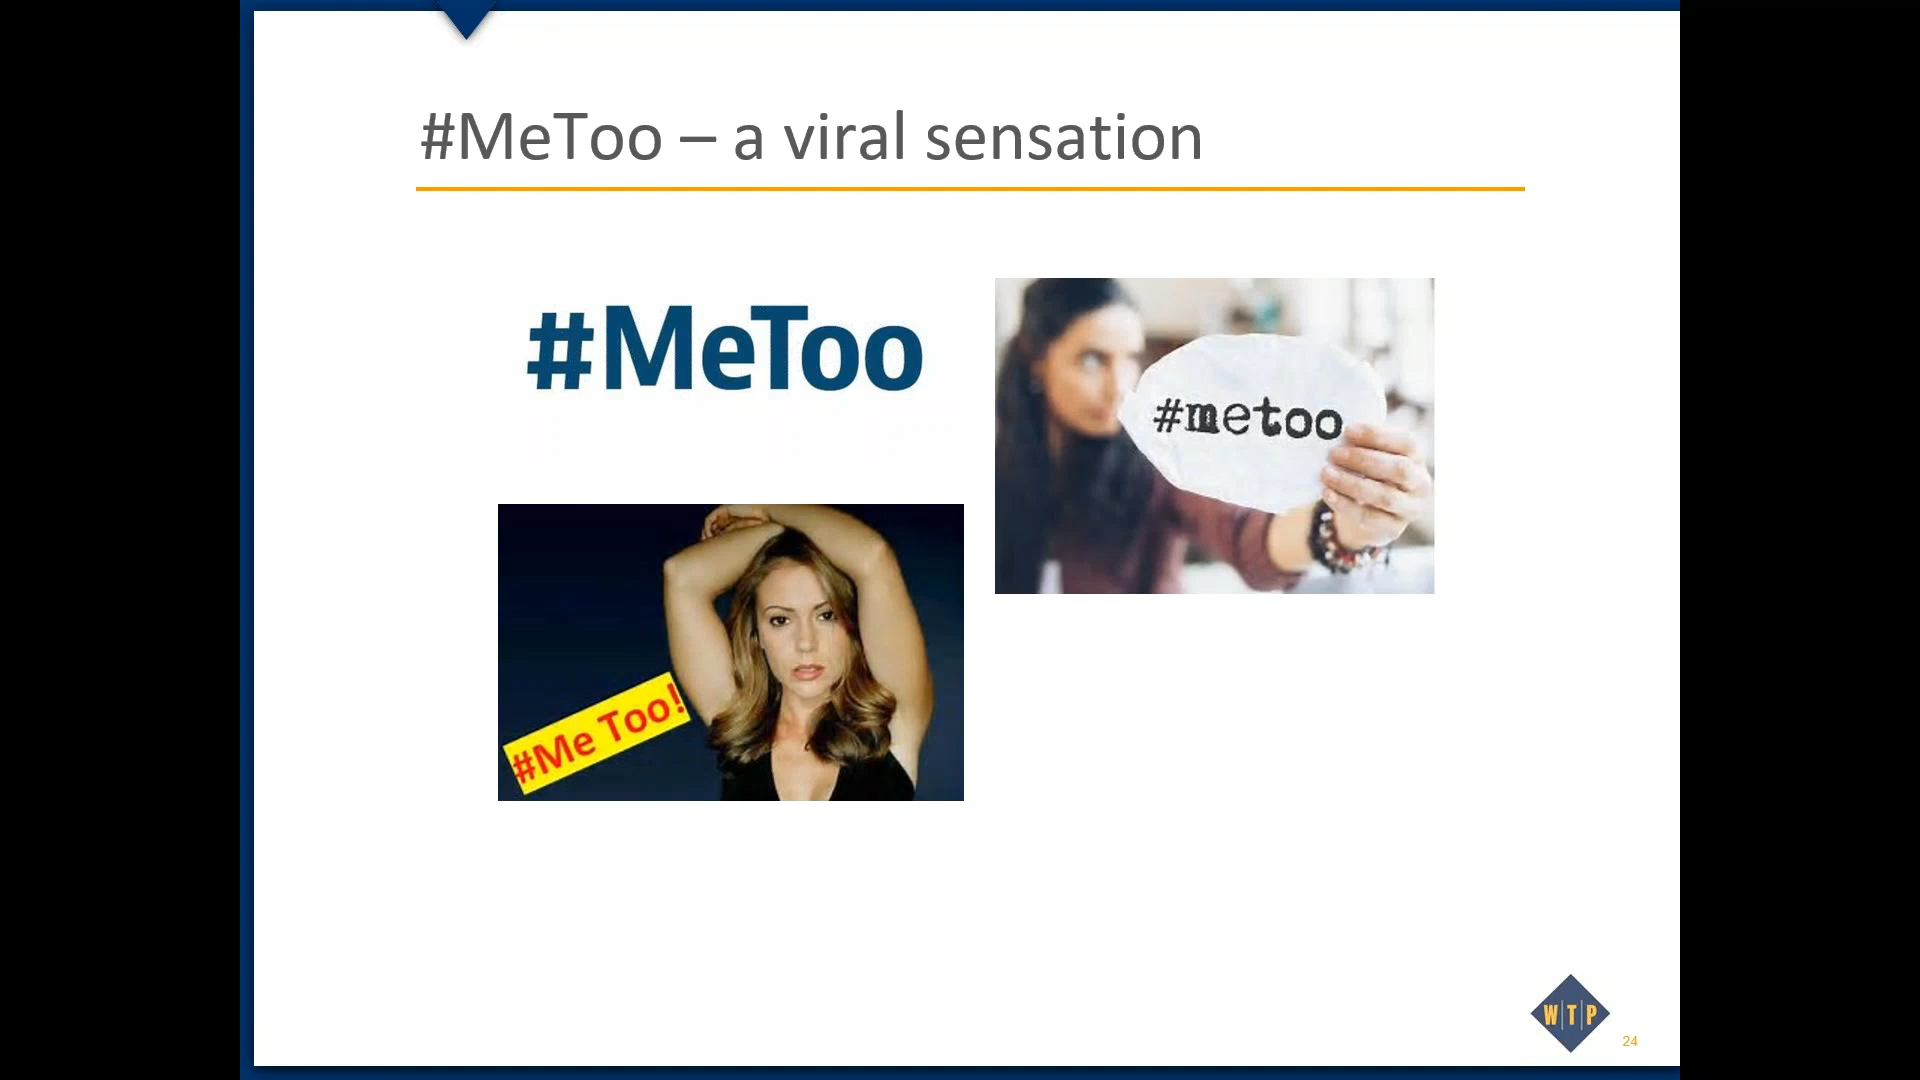 #MeToo – a viral sensation
#MeToo
#metoo
#Me Too!
W|T|P
24